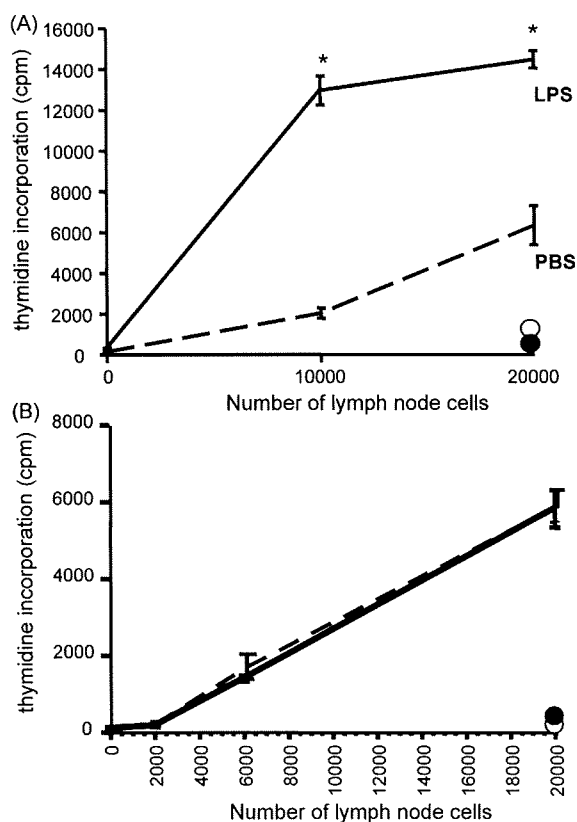 (A)
16000
14000
12000
10000
8000
6000
4000
2000
0
thymidine incorporation (cpm)
* *
LPS
PBS
0 10000 20000
Number of lymph node cells
(B)
8000
6000
4000
2000
0
thymidine incorporation (cpm)
0 2000 4000 6000 8000 10000 12000 14000 16000 18000 20000
Number of lymph node cells